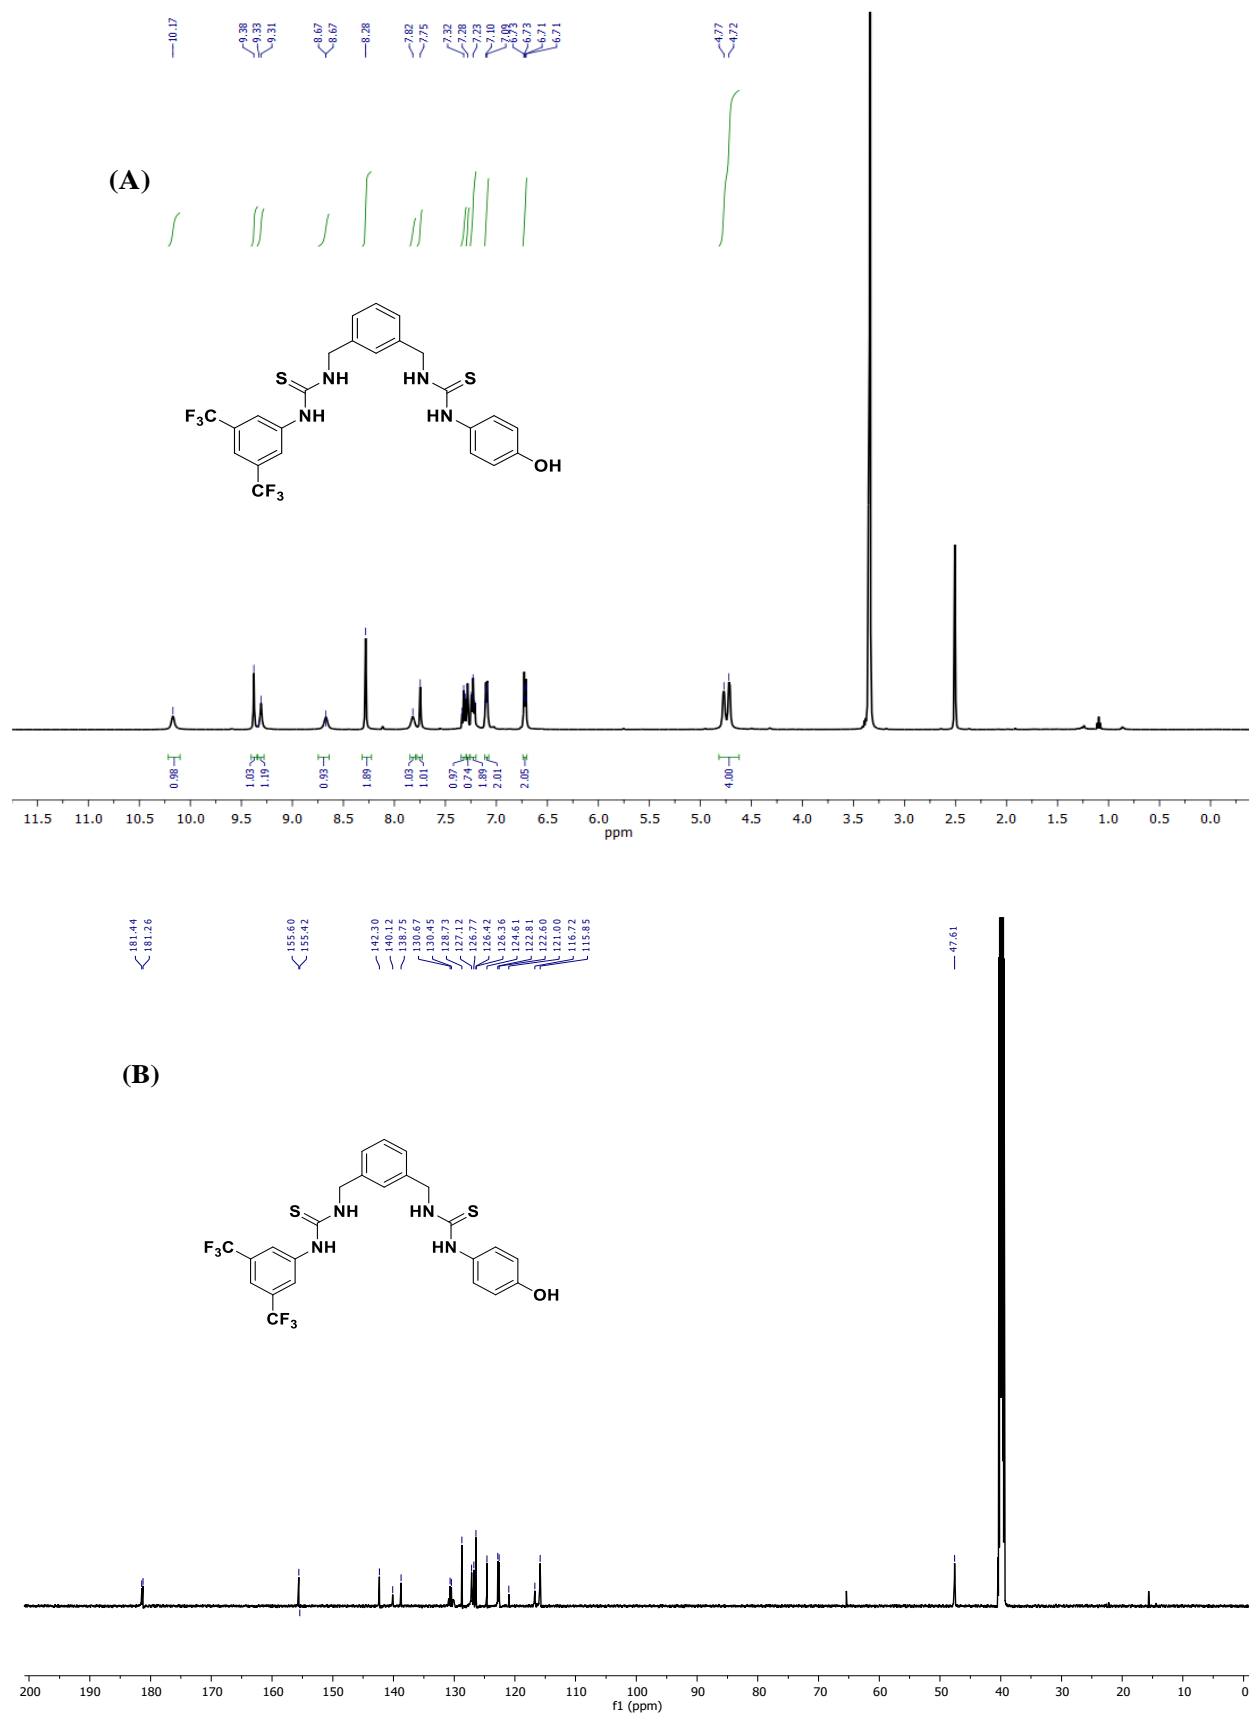 10.17 9.38 9.33 9.31 8.67 8.67 8.28 7.82 7.75 7.32 7.28 7.23 7.10 7.09 6.73 6.73 6.71 6.71 4.77 4.72
(A)
S NH HN S
F₃C NH HN
OH
CF₃
0.98 1.03 1.19 0.93 1.89 1.03 1.01 0.97 0.74 1.89 2.01 2.05 4.00
11.5 11.0 10.5 10.0 9.5 9.0 8.5 8.0 7.5 7.0 6.5 6.0 5.5 5.0 4.5 4.0 3.5 3.0 2.5 2.0 1.5 1.0 0.5 0.0
ppm
181.44 181.26 155.60 155.42 142.30 140.12 138.75 130.67 130.45 128.73 127.12 126.77 126.42 126.36 124.61 122.81 122.60 121.00 116.72 115.85 47.61
(B)
S NH HN S
F₃C NH HN
OH
CF₃
200 190 180 170 160 150 140 130 120 110 100 90 80 70 60 50 40 30 20 10 0
f1 (ppm)